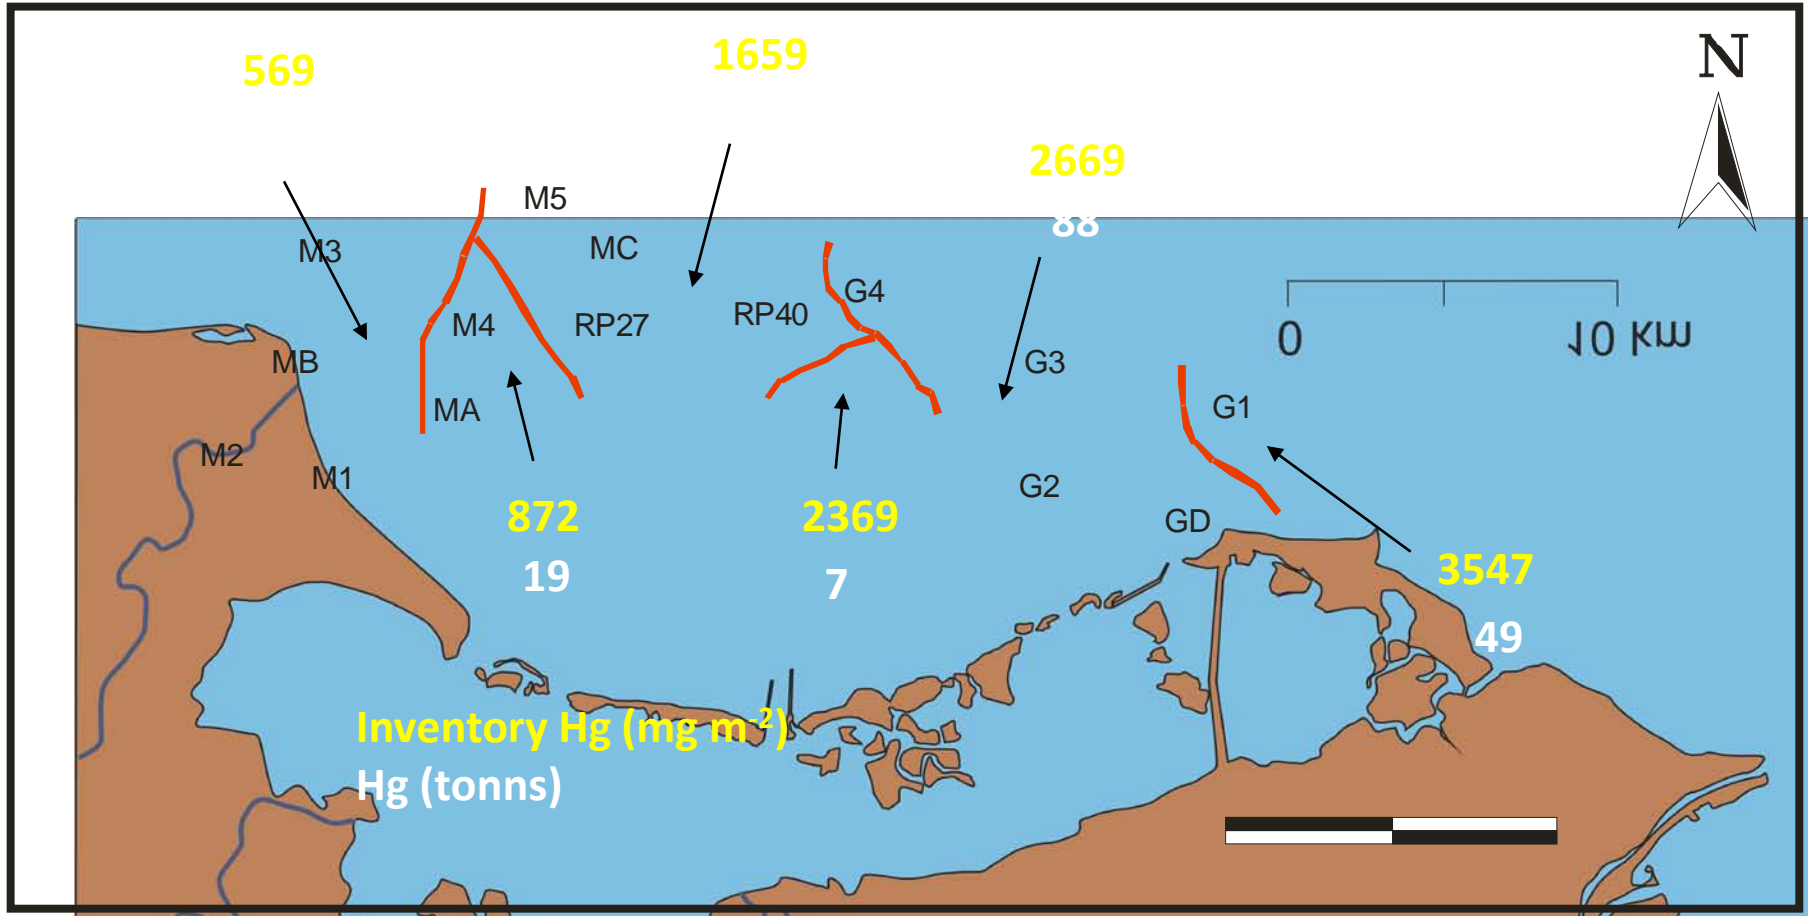 569
1659
N
2669
88
M5
M3
MC
G4
RP40
M4
RP27
0
10 km
MB
G3
MA
G1
M2
M1
G2
872
2369
GD
19
7
3547
49
Inventory Hg (mg m-2)
Hg (tonns)